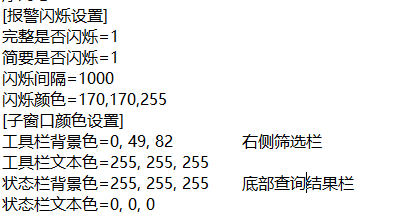 [报警闪烁设置]
完整是否闪烁=1
简要是否闪烁=1
闪烁间隔=1000
闪烁颜色=170,170,255
[子窗口颜色设置]
工具栏背景色=0, 49, 82 右侧筛选栏
工具栏文本色=255, 255, 255
状态栏背景色=255, 255, 255 底部查询结果栏
状态栏文本色=0, 0, 0